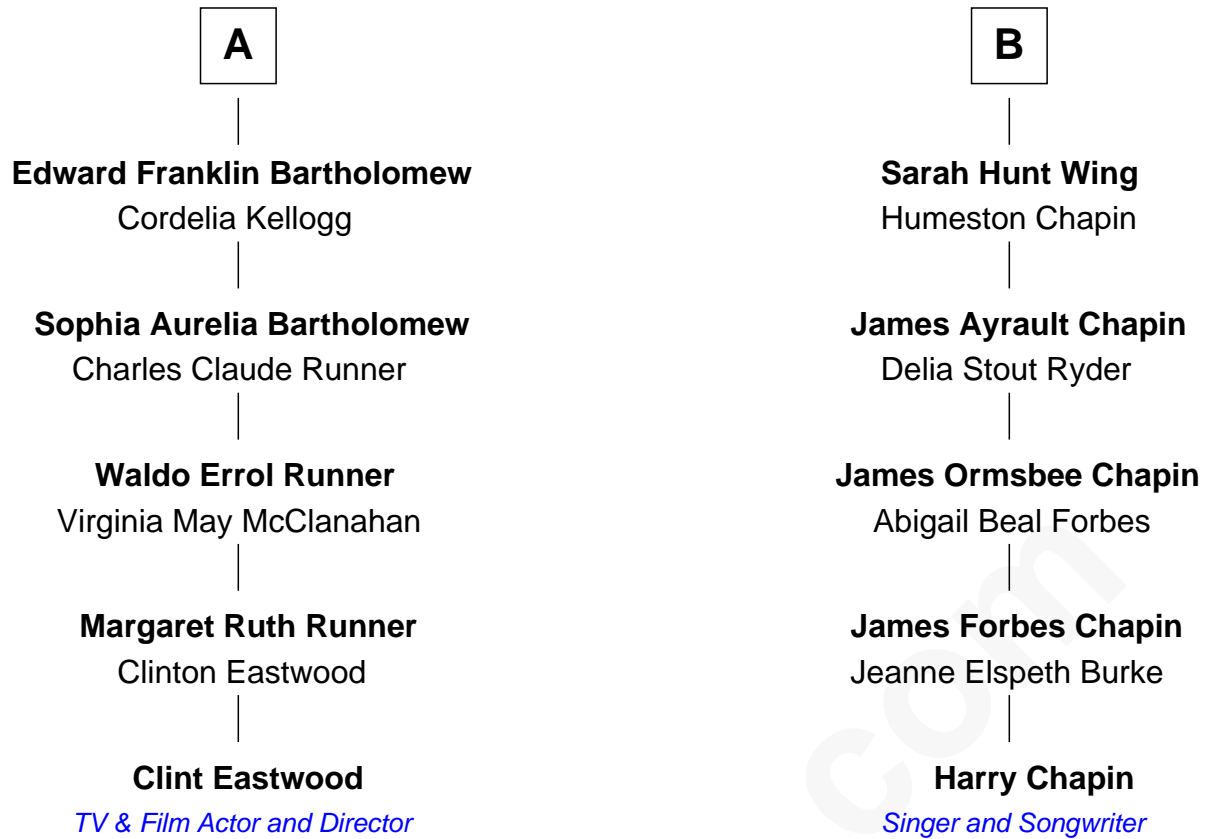 A
Edward Franklin Bartholomew
Cordelia Kellogg
Sophia Aurelia Bartholomew
Charles Claude Runner
Waldo Errol Runner
Virginia May McClanahan
Margaret Ruth Runner
Clinton Eastwood
Clint Eastwood
TV & Film Actor and Director
B
Sarah Hunt Wing
Humeston Chapin
James Ayrault Chapin
Delia Stout Ryder
James Ormsbee Chapin
Abigail Beal Forbes
James Forbes Chapin
Jeanne Elspeth Burke
Harry Chapin
Singer and Songwriter
com